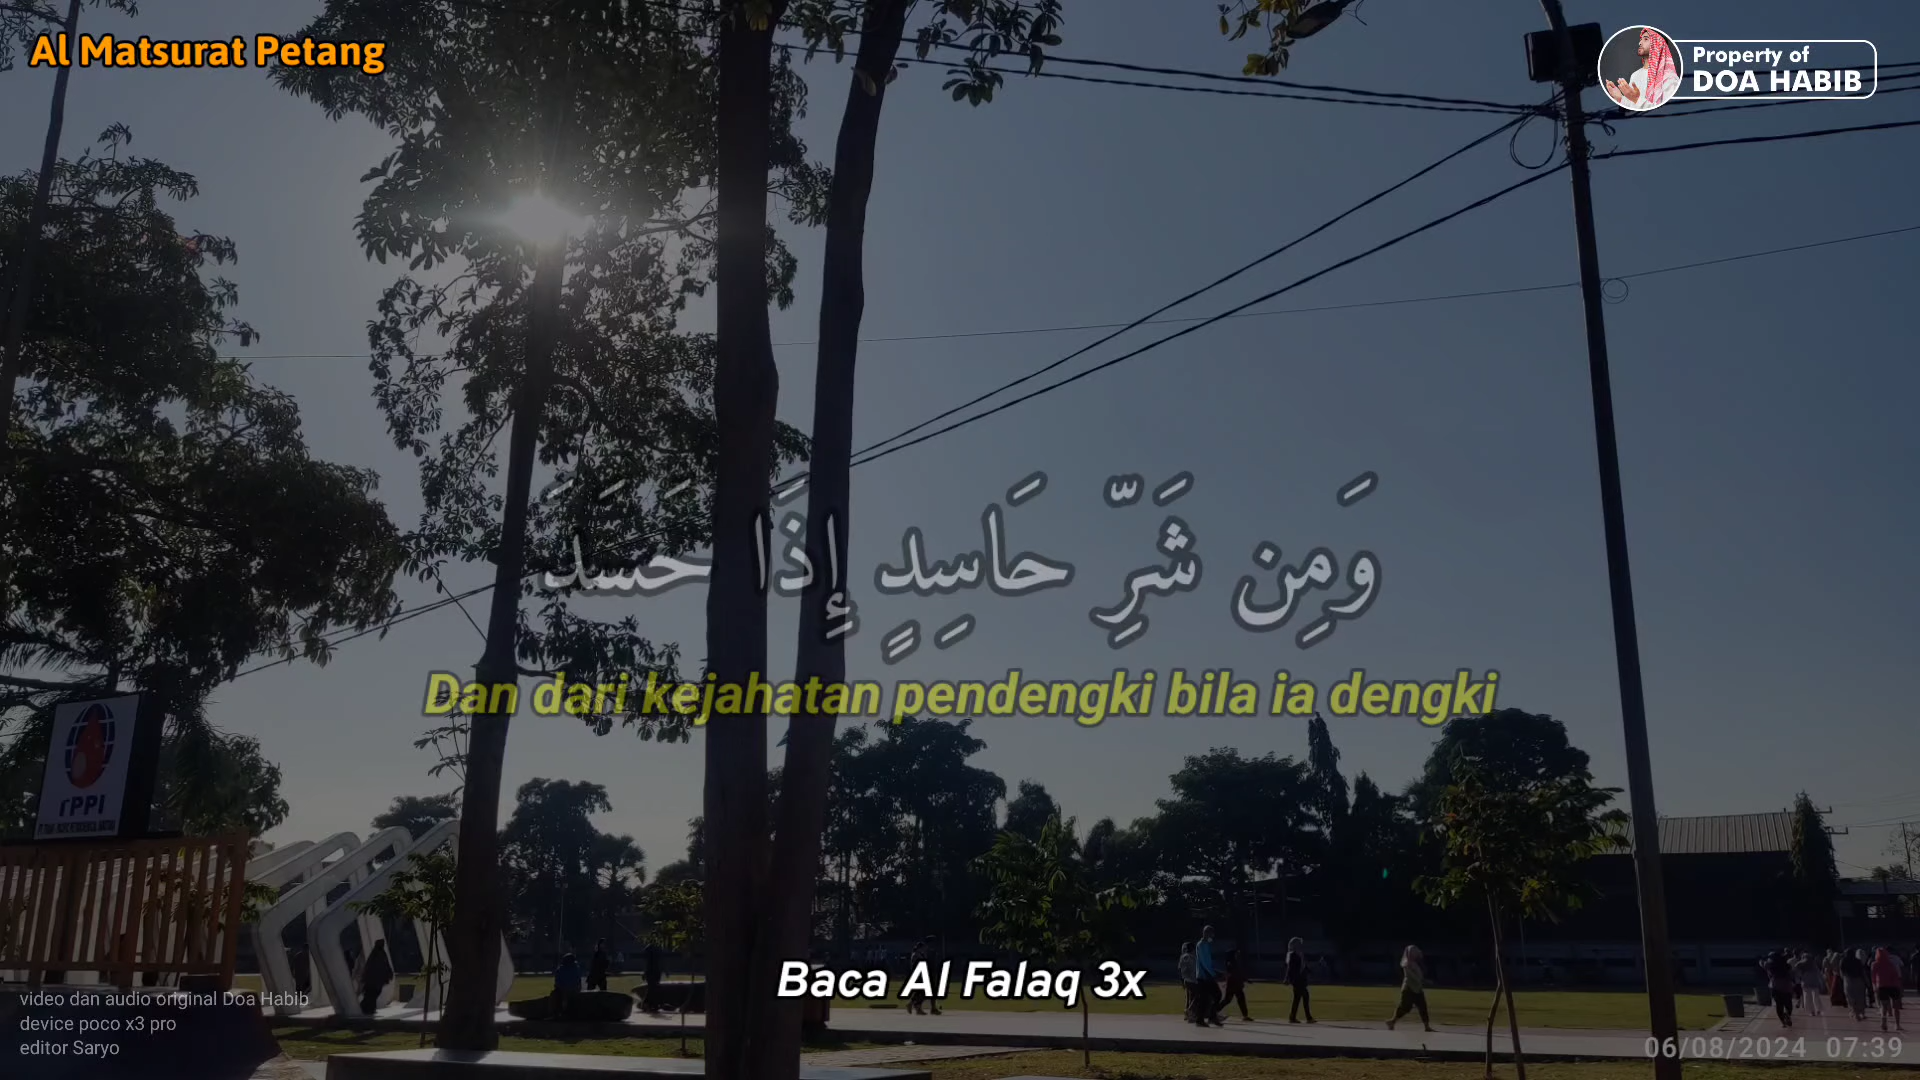 Al Matsurat Petang
Property of
DOA HABIB
وَمِن شَرِّ حَاسِدٍ إِذَا حَسَدَ
Dan dari kejahatan pendengki bila ia dengki
rPPI
Baca Al Falaq 3x
video dan audio original Doa Habib
device poco x3 pro
editor Saryo
06/08/2024 07:39